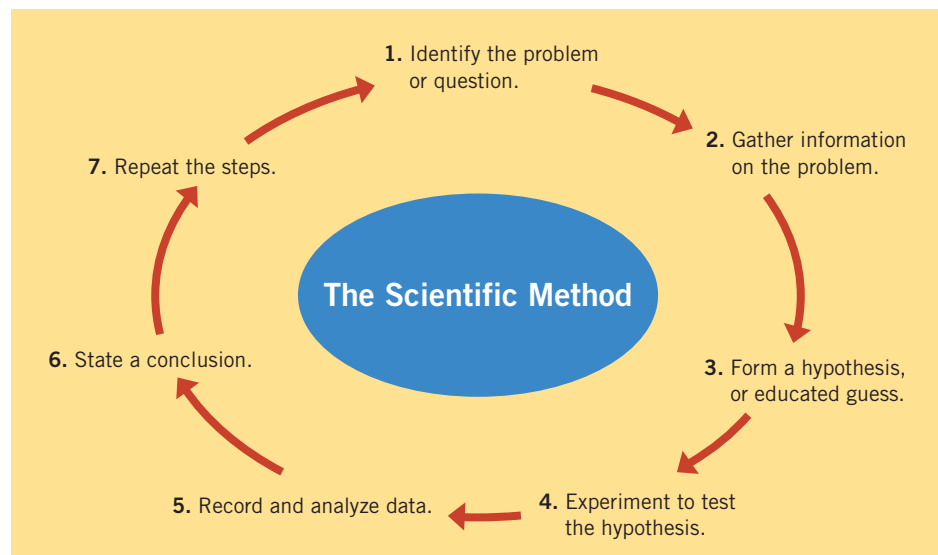 1. Identify the problem
or question.
2. Gather information
on the problem.
3. Form a hypothesis,
or educated guess.
4. Experiment to test
the hypothesis.
5. Record and analyze data.
6. State a conclusion.
7. Repeat the steps.
The Scientific Method